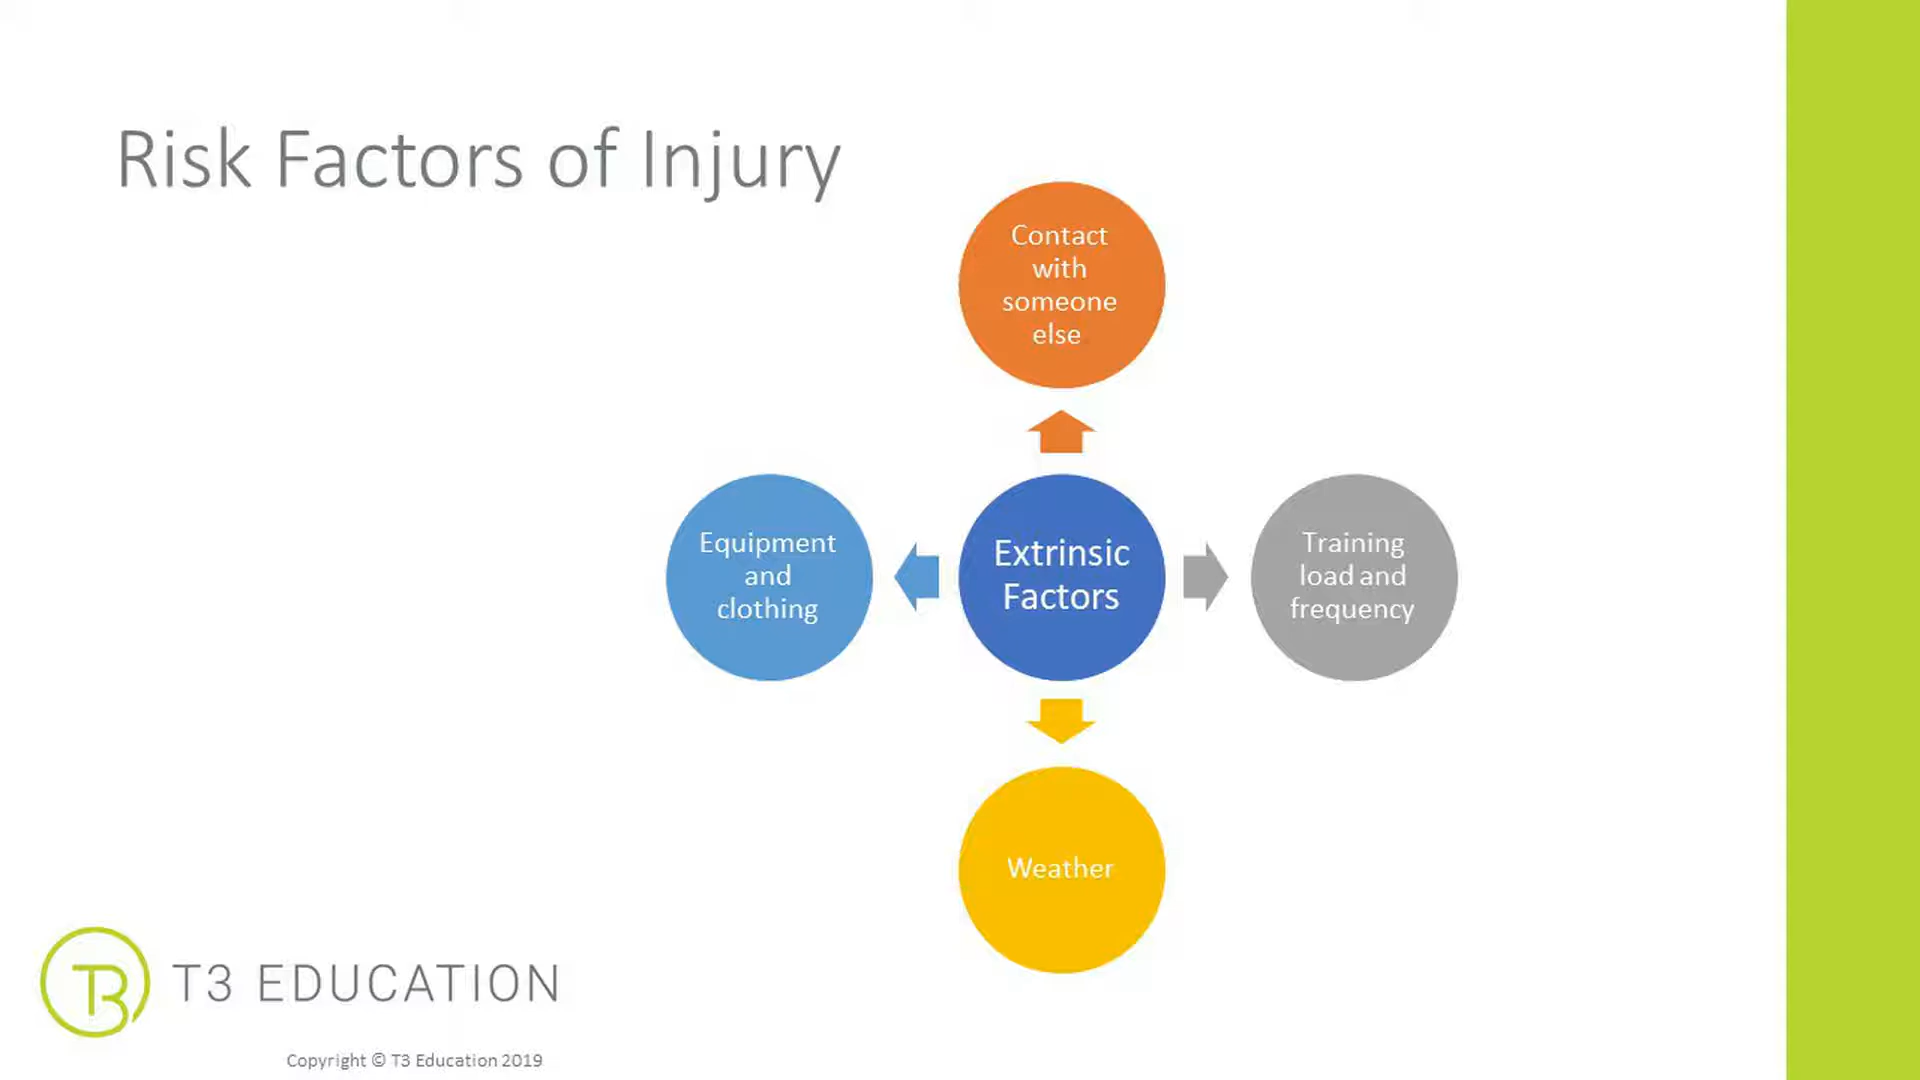 Risk Factors of Injury
Contact
with
someone
else
Equipment
and
clothing
Extrinsic
Factors
Training
load and
frequency
Weather
T3 EDUCATION
Copyright © T3 Education 2019